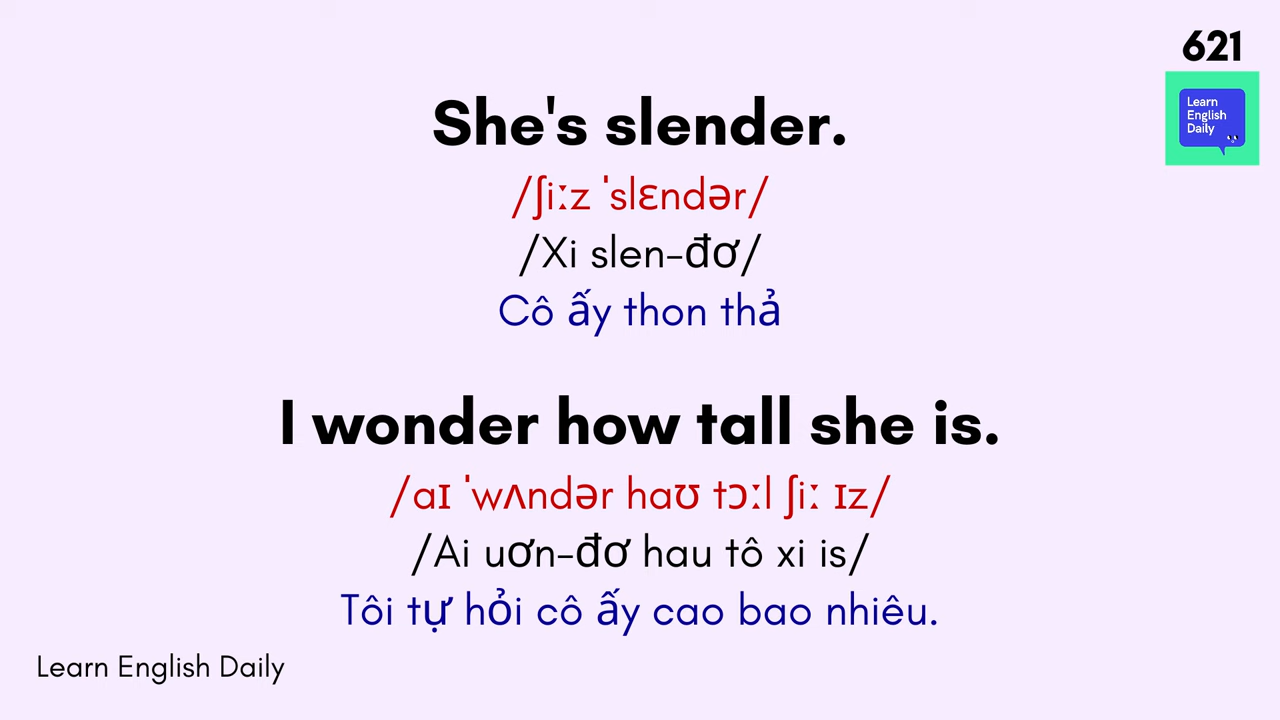 621
Learn
English
Daily
She's slender.
/ʃiːz ˈslɛndər/
/Xi slen-đơ/
Cô ấy thon thả
I wonder how tall she is.
/aɪ ˈwʌndər haʊ tɔːl ʃiː ɪz/
/Ai uơn-đơ hau tô xi is/
Tôi tự hỏi cô ấy cao bao nhiêu.
Learn English Daily